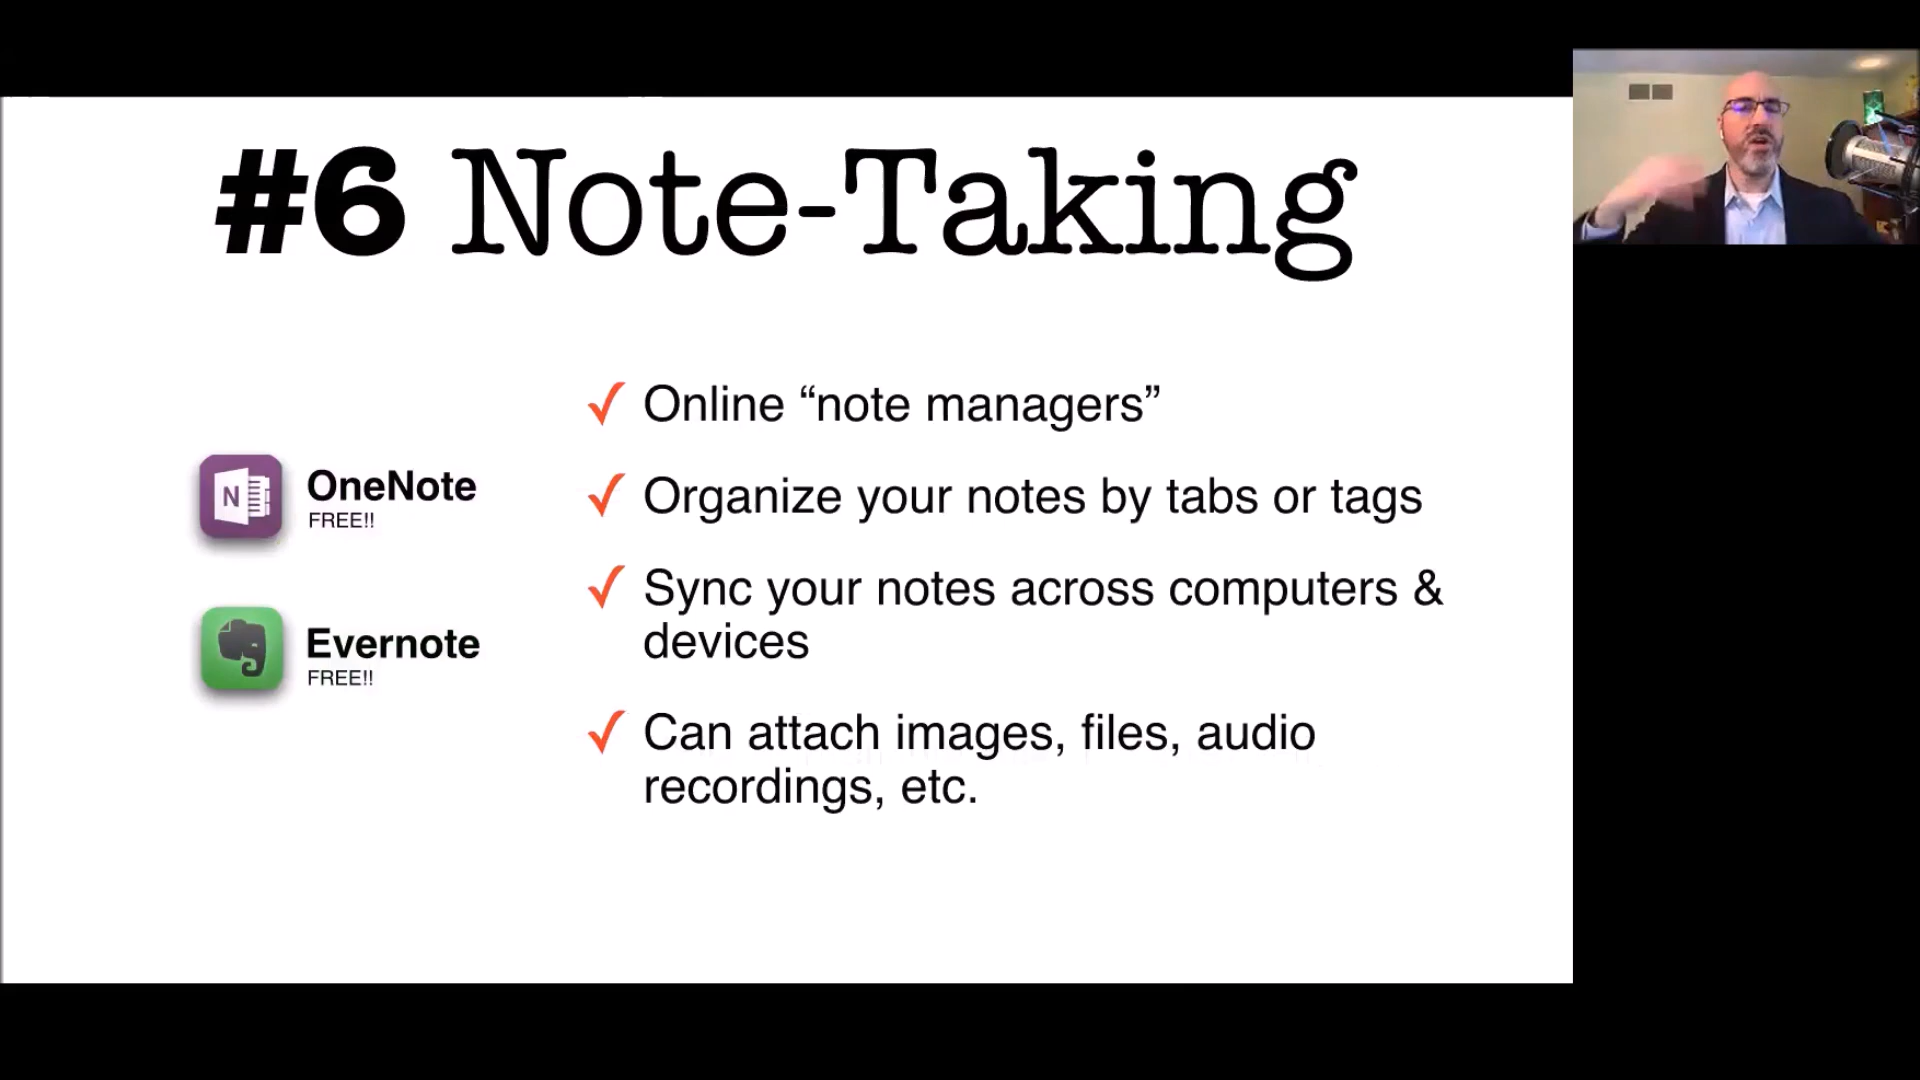 #6 Note-Taking
✓ Online “note managers”
✓ Organize your notes by tabs or tags
✓ Sync your notes across computers &
devices
✓ Can attach images, files, audio
recordings, etc.
N
OneNote
FREE!!
Evernote
FREE!!